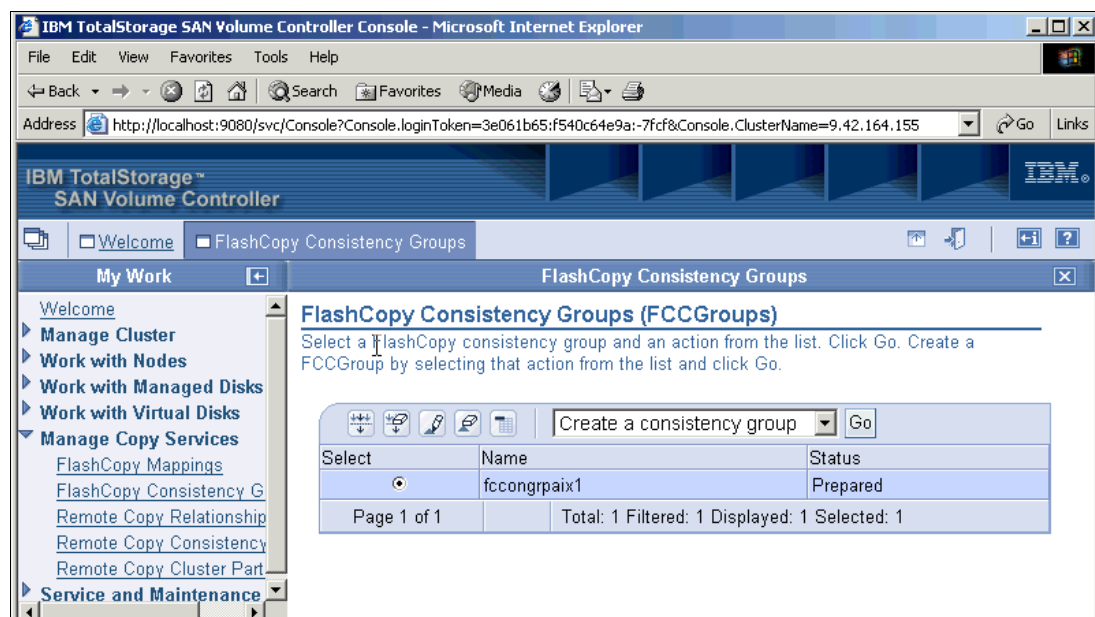 IBM TotalStorage SAN Volume Controller Console - Microsoft Internet Explorer
File Edit View Favorites Tools Help
Back Search Favorites Media
Address http://localhost:9080/svc/Console?Console.loginToken=3e061b65:f540c64e9a:-7fcf&Console.ClusterName=9.42.164.155 Go Links
IBM TotalStorage™
SAN Volume Controller
IBM®
Welcome FlashCopy Consistency Groups
My Work
FlashCopy Consistency Groups
Welcome
Manage Cluster
Work with Nodes
Work with Managed Disks
Work with Virtual Disks
Manage Copy Services
FlashCopy Mappings
FlashCopy Consistency G
Remote Copy Relationship
Remote Copy Consistency
Remote Copy Cluster Part
Service and Maintenance
FlashCopy Consistency Groups (FCCGroups)
Select a FlashCopy consistency group and an action from the list. Click Go. Create a
FCCGroup by selecting that action from the list and click Go.
Create a consistency group Go
Select Name Status
fccongrpaix1 Prepared
Page 1 of 1 Total: 1 Filtered: 1 Displayed: 1 Selected: 1